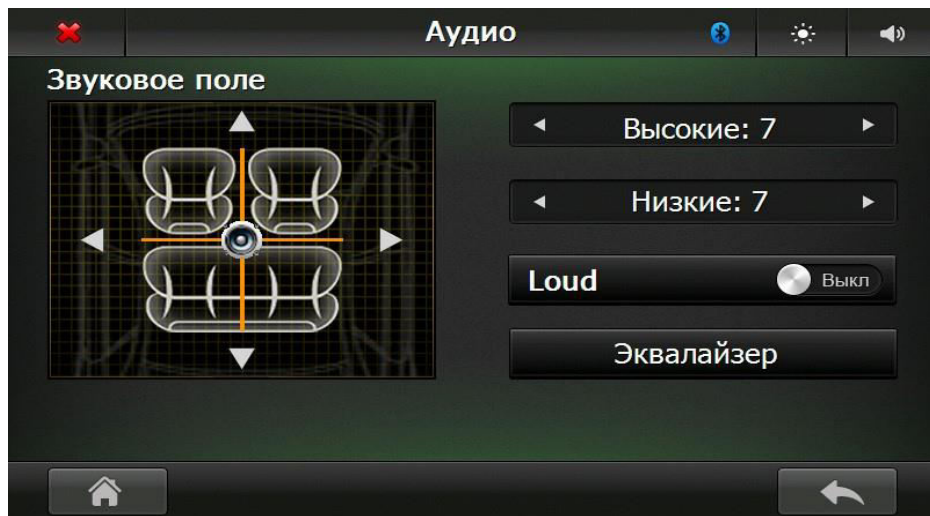 Аудио
Звуковое поле
Высокие: 7
Низкие: 7
Loud Выкл
Эквалайзер